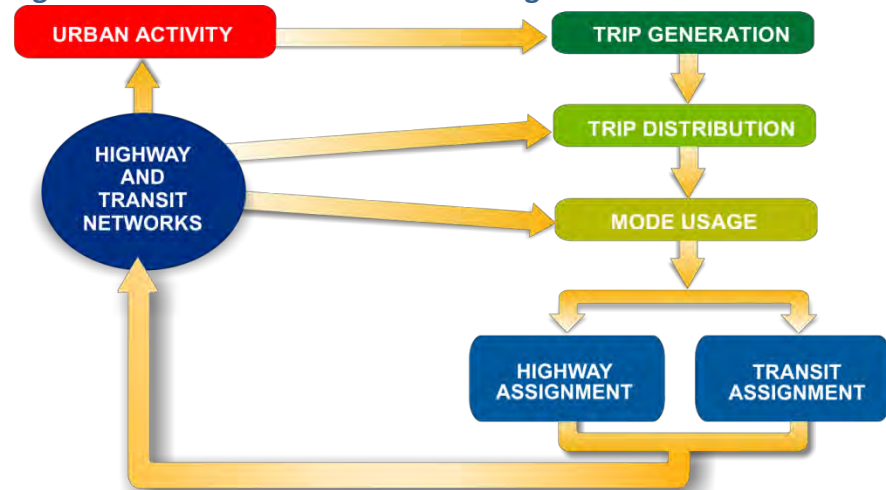 URBAN ACTIVITY
TRIP GENERATION
TRIP DISTRIBUTION
HIGHWAY
AND
TRANSIT
NETWORKS
MODE USAGE
HIGHWAY
ASSIGNMENT
TRANSIT
ASSIGNMENT